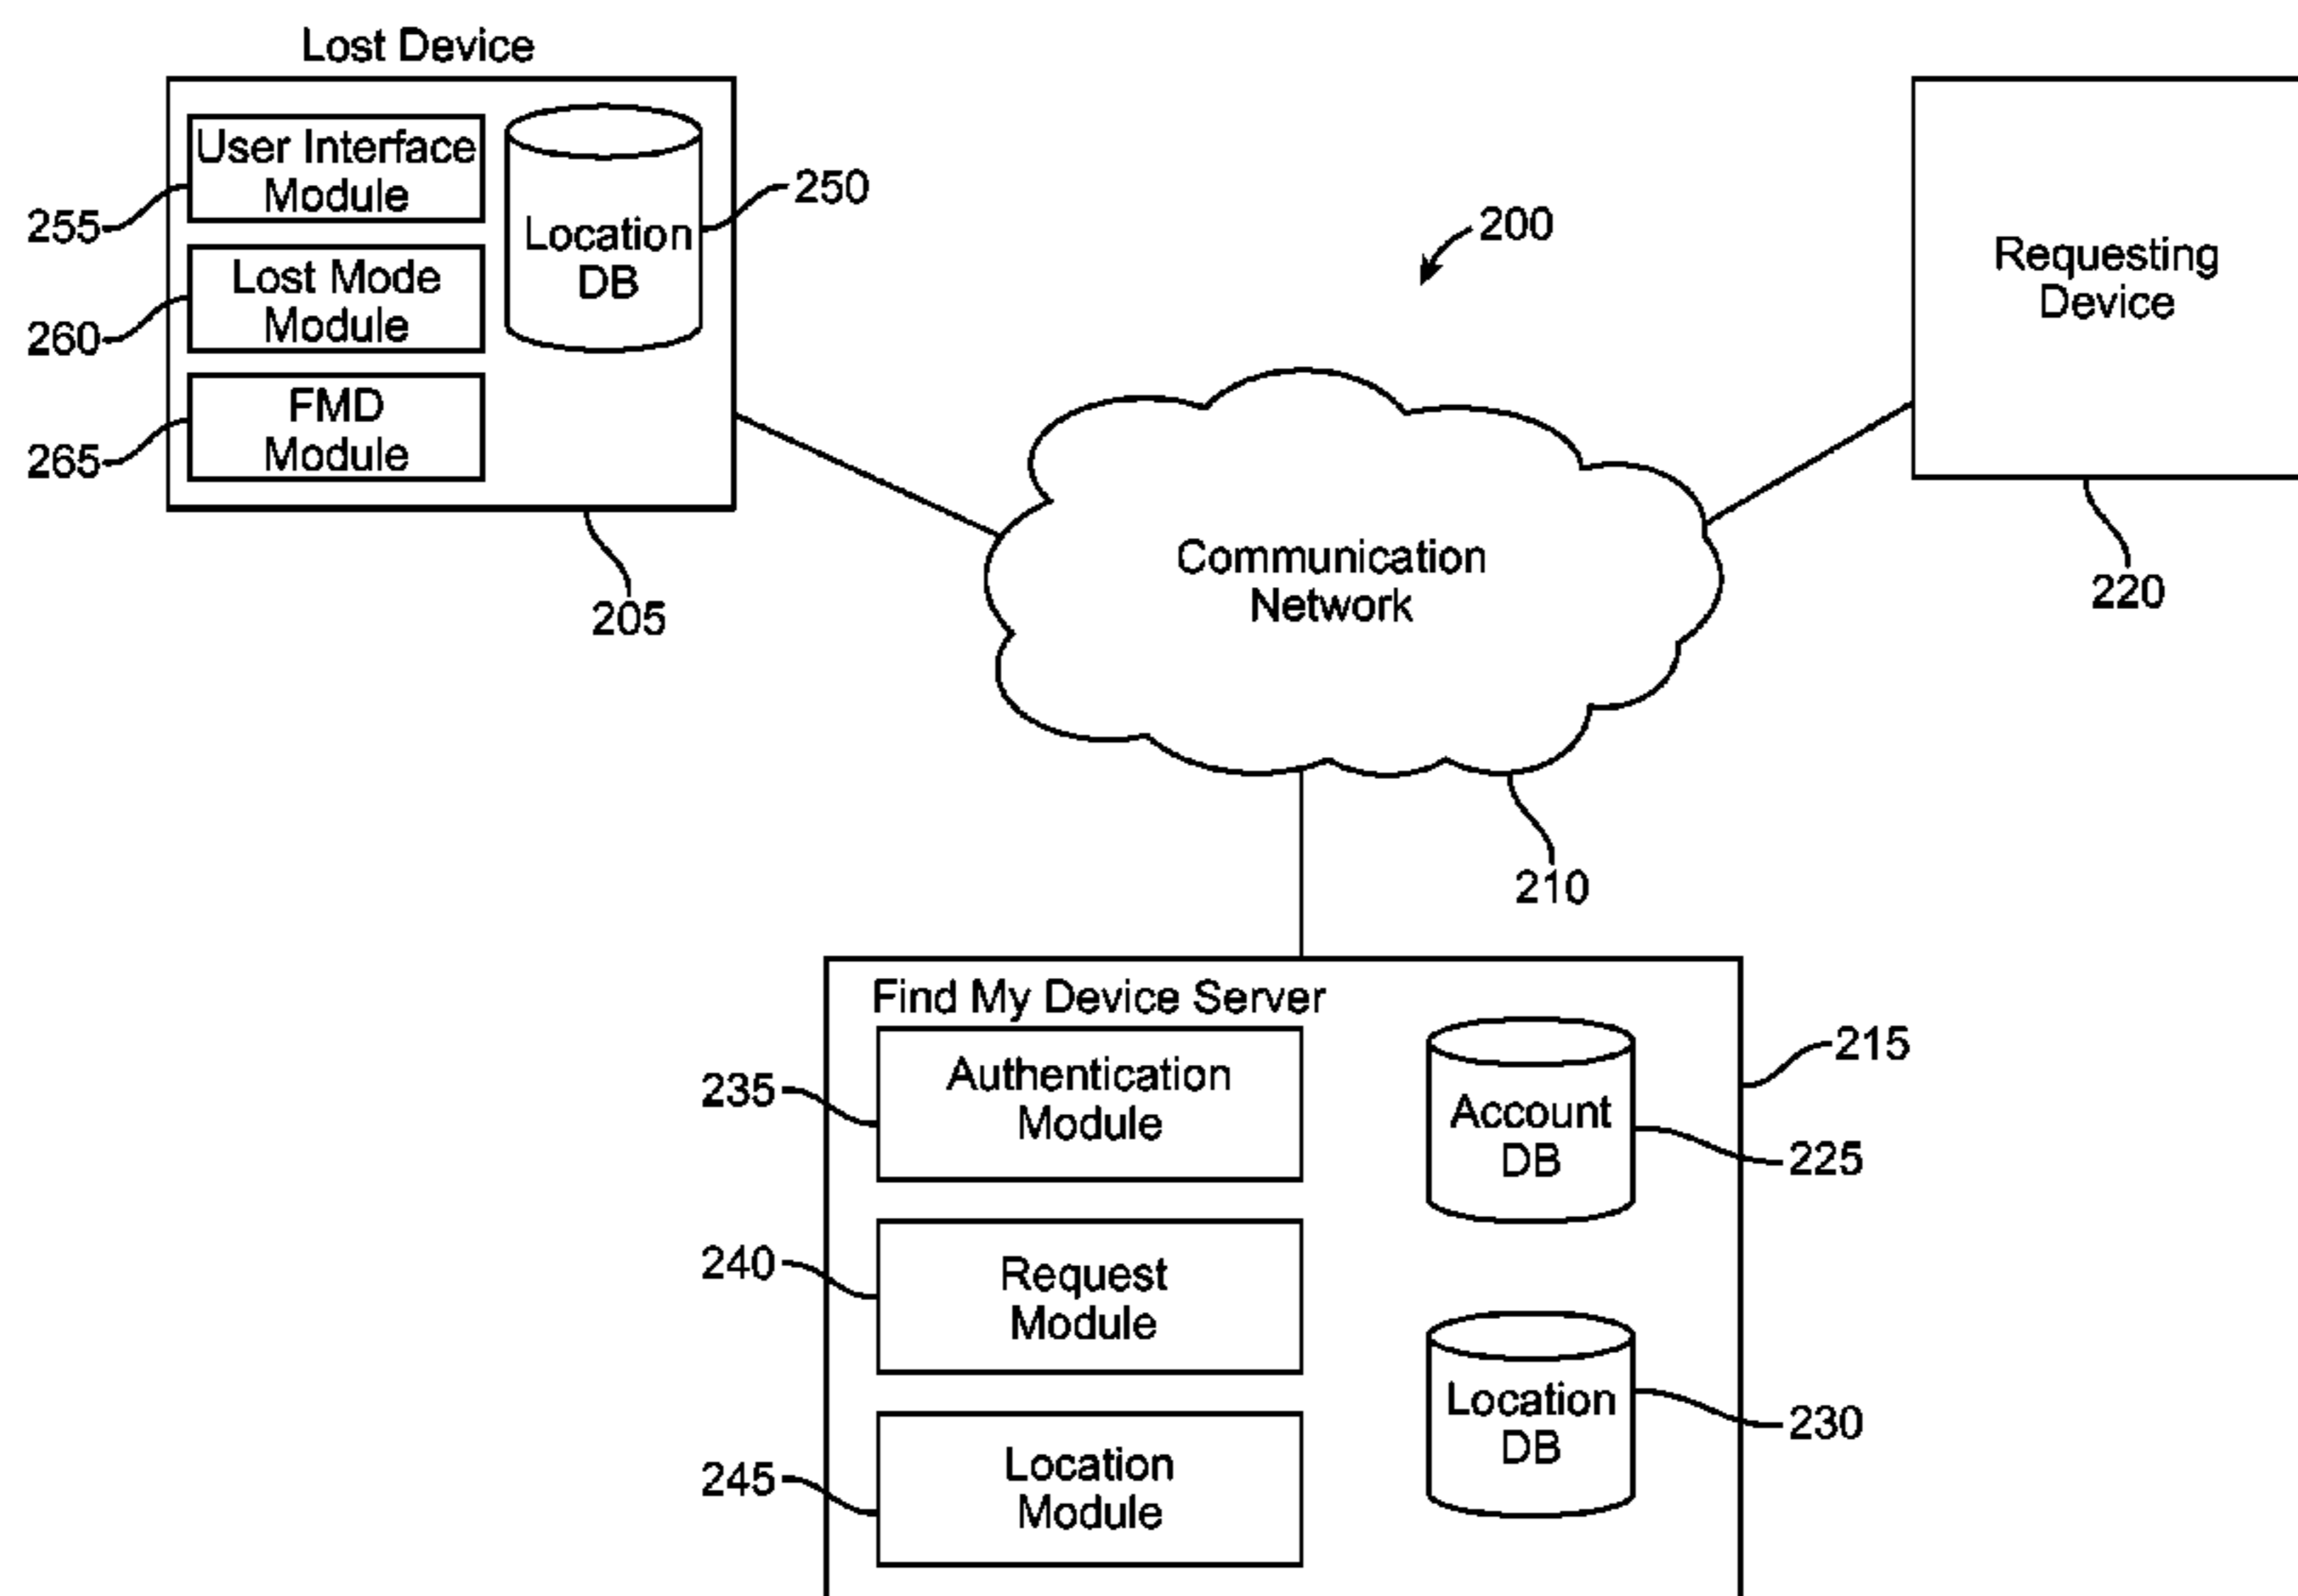 Lost Device
User Interface
Module
255
Lost Mode
Module
260
FMD
Module
265
Location
DB
250
205
200
Requesting
Device
220
Communication
Network
210
Find My Device Server
215
Authentication
Module
235
Request
Module
240
Location
Module
245
Account
DB
225
Location
DB
230